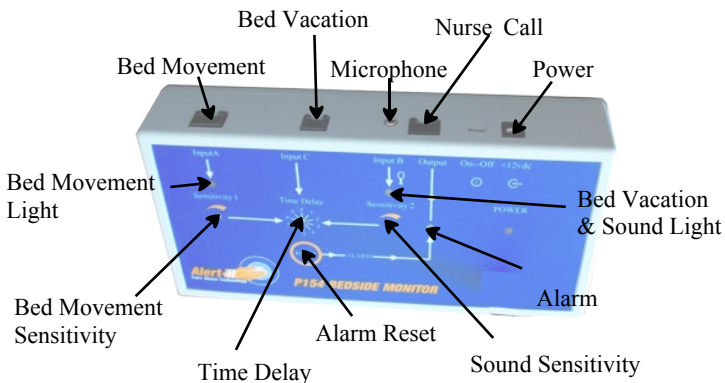 Bed Vacation
Nurse Call
Bed Movement
Microphone
Power
Input A
Input C
Input B
Output
On--Off
+12vdc
Bed Movement
Light
Sensitivity 1
Time Delay
Sensitivity 2
POWER
Bed Vacation
& Sound Light
ALARM
Alert
P154 BEDSIDE MONITOR
Alarm
Bed Movement
Sensitivity
Alarm Reset
Time Delay
Sound Sensitivity